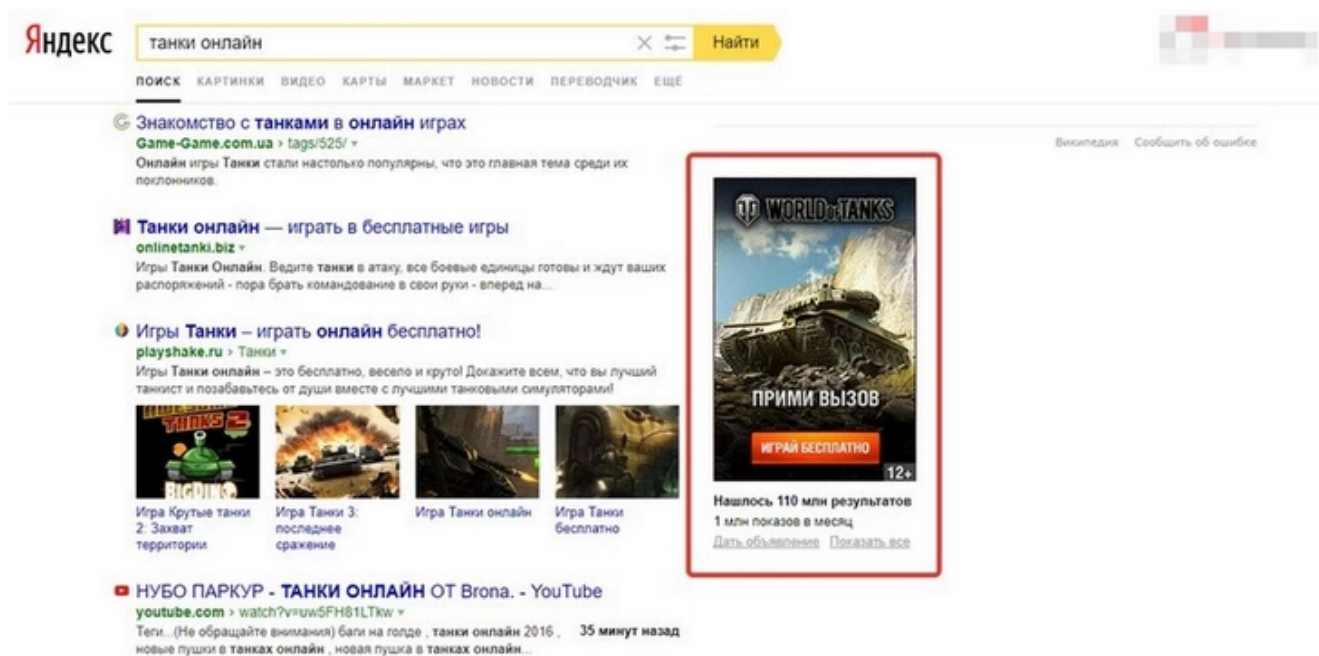 Яндекс
танки онлайн
Найти
ПОИСК КАРТИНКИ ВИДЕО КАРТЫ МАРКЕТ НОВОСТИ ПЕРЕВОДЧИК ЕЩЁ
Знакомство с танками в онлайн играх
Game-Game.com.ua › tags/525/
Онлайн игры Танки стали настолько популярны, что это главная тема среди их
поклонников.
Танки онлайн — играть в бесплатные игры
onlinetanki.biz
Игры Танки Онлайн. Ведите танки в атаку, все боевые единицы готовы и ждут ваших
распоряжений - пора брать командование в свои руки - вперед на...
Игры Танки – играть онлайн бесплатно!
playshake.ru › Танки
Игры Танки онлайн – это бесплатно, весело и круто! Докажите всем, что вы лучший
танкист и позабавьтесь от души вместе с лучшими танковыми симуляторами!
AWESOME
TANKS 2
BIGDINO
Игра Крутые танки
2: Захват
территории
Игра Танки 3:
последнее
сражение
Игра Танки онлайн
Игра Танки
бесплатно
НУБО ПАРКУР - ТАНКИ ОНЛАЙН ОТ Brona. - YouTube
youtube.com › watch?v=uw5FH81LTkw
Теги...(Не обращайте внимания) баги на голде , танки онлайн 2016 , 35 минут назад
новые пушки в танках онлайн , новая пушка в танках онлайн...
Википедия Сообщить об ошибке
WORLD OF TANKS
ПРИМИ ВЫЗОВ
ИГРАЙ БЕСПЛАТНО
12+
Нашлось 110 млн результатов
1 млн показов в месяц
Дать объявление Показать все